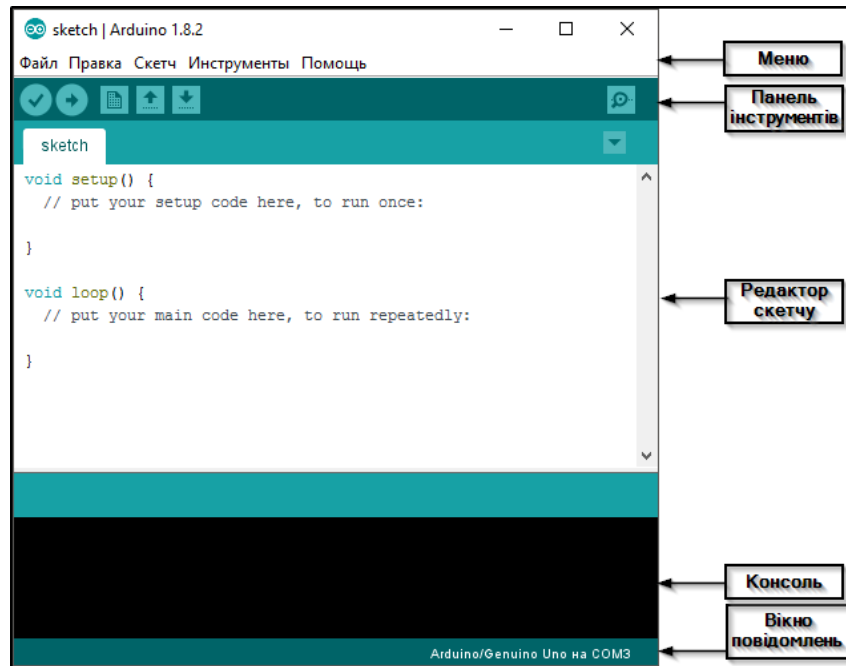 sketch | Arduino 1.8.2
Файл Правка Скетч Инструменты Помощь
Меню
Панель
інструментів
sketch
void setup() {
// put your setup code here, to run once:
}
void loop() {
// put your main code here, to run repeatedly:
}
Редактор
скетчу
Консоль
Вікно
повідомлень
Arduino/Genuino Uno на COM3